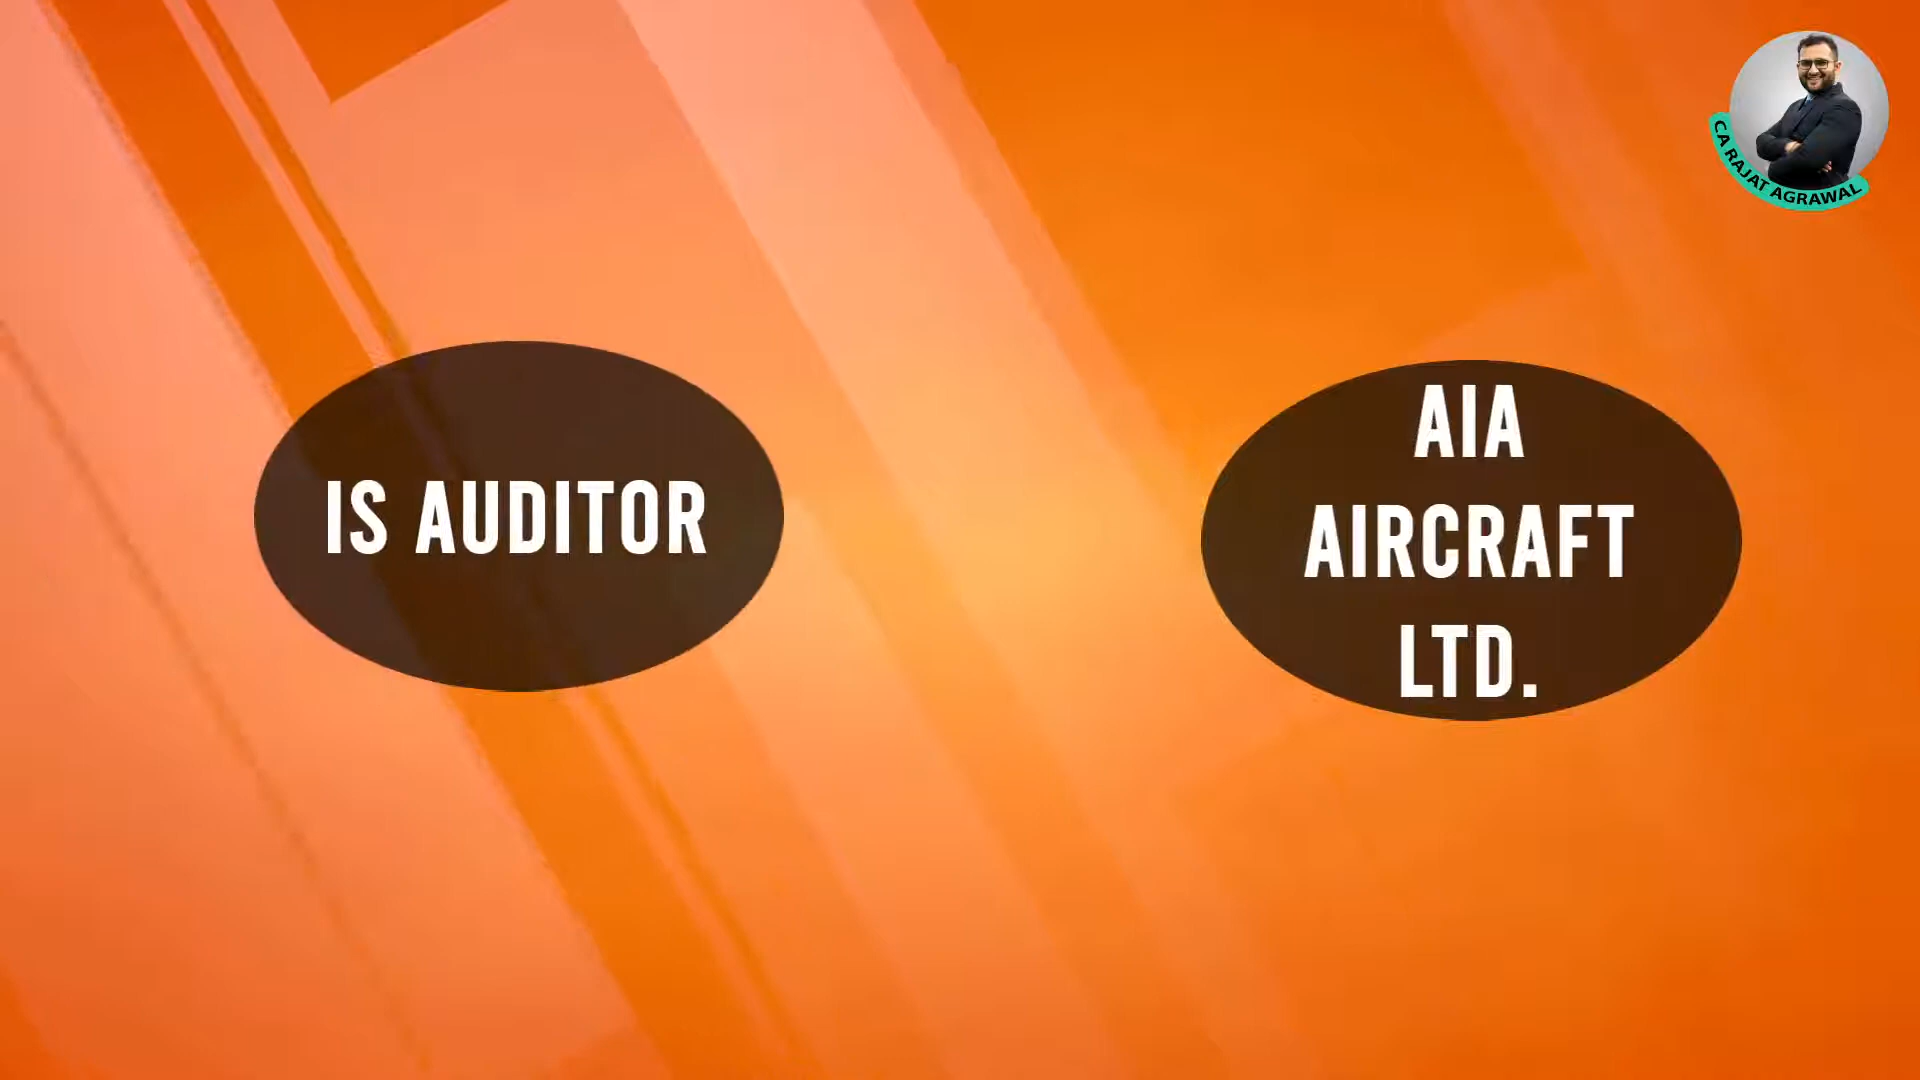 CA RAJAT AGRAWAL
IS AUDITOR
AIA
AIRCRAFT
LTD.